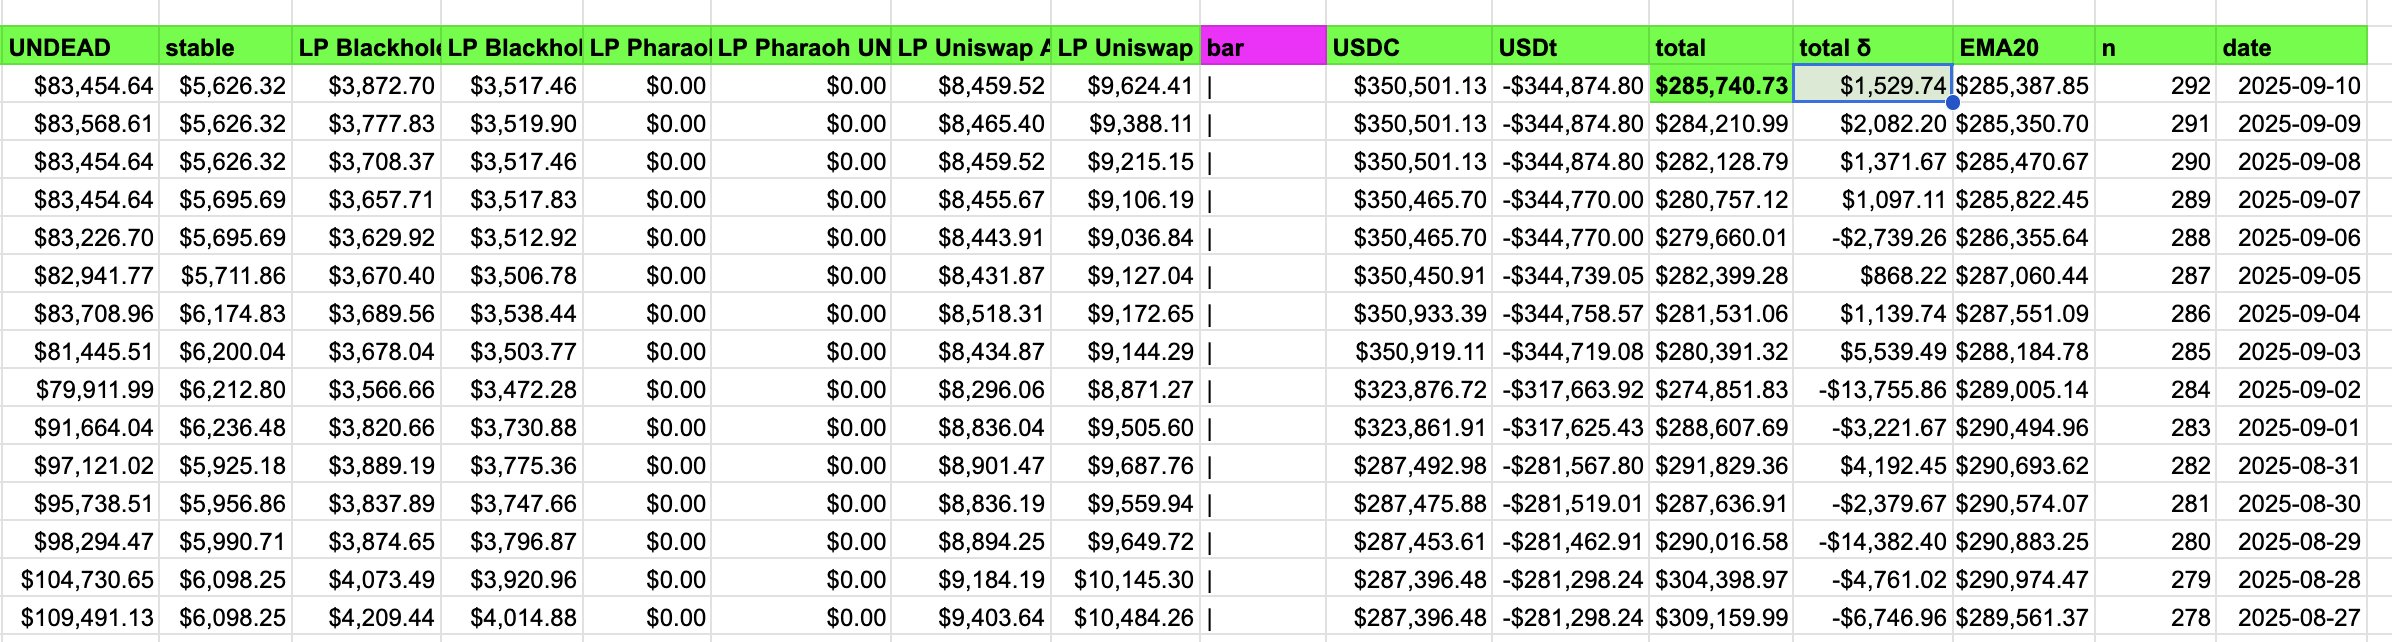 UNDEAD stable LP Blackhole LP Blackhol LP Pharaol LP Pharaoh UN LP Uniswap A LP Uniswap bar USDC USDt total total δ EMA20 n date
$83,454.64 $5,626.32 $3,872.70 $3,517.46 $0.00 $0.00 $8,459.52 $9,624.41 | $350,501.13 -$344,874.80 $285,740.73 $1,529.74 $285,387.85 292 2025-09-10
$83,568.61 $5,626.32 $3,777.83 $3,519.90 $0.00 $0.00 $8,465.40 $9,388.11 | $350,501.13 -$344,874.80 $284,210.99 $2,082.20 $285,350.70 291 2025-09-09
$83,454.64 $5,626.32 $3,708.37 $3,517.46 $0.00 $0.00 $8,459.52 $9,215.15 | $350,501.13 -$344,874.80 $282,128.79 $1,371.67 $285,470.67 290 2025-09-08
$83,454.64 $5,695.69 $3,657.71 $3,517.83 $0.00 $0.00 $8,455.67 $9,106.19 | $350,465.70 -$344,770.00 $280,757.12 $1,097.11 $285,822.45 289 2025-09-07
$83,226.70 $5,695.69 $3,629.92 $3,512.92 $0.00 $0.00 $8,443.91 $9,036.84 | $350,465.70 -$344,770.00 $279,660.01 -$2,739.26 $286,355.64 288 2025-09-06
$82,941.77 $5,711.86 $3,670.40 $3,506.78 $0.00 $0.00 $8,431.87 $9,127.04 | $350,450.91 -$344,739.05 $282,399.28 $868.22 $287,060.44 287 2025-09-05
$83,708.96 $6,174.83 $3,689.56 $3,538.44 $0.00 $0.00 $8,518.31 $9,172.65 | $350,933.39 -$344,758.57 $281,531.06 $1,139.74 $287,551.09 286 2025-09-04
$81,445.51 $6,200.04 $3,678.04 $3,503.77 $0.00 $0.00 $8,434.87 $9,144.29 | $350,919.11 -$344,719.08 $280,391.32 $5,539.49 $288,184.78 285 2025-09-03
$79,911.99 $6,212.80 $3,566.66 $3,472.28 $0.00 $0.00 $8,296.06 $8,871.27 | $323,876.72 -$317,663.92 $274,851.83 -$13,755.86 $289,005.14 284 2025-09-02
$91,664.04 $6,236.48 $3,820.66 $3,730.88 $0.00 $0.00 $8,836.04 $9,505.60 | $323,861.91 -$317,625.43 $288,607.69 -$3,221.67 $290,494.96 283 2025-09-01
$97,121.02 $5,925.18 $3,889.19 $3,775.36 $0.00 $0.00 $8,901.47 $9,687.76 | $287,492.98 -$281,567.80 $291,829.36 $4,192.45 $290,693.62 282 2025-08-31
$95,738.51 $5,956.86 $3,837.89 $3,747.66 $0.00 $0.00 $8,836.19 $9,559.94 | $287,475.88 -$281,519.01 $287,636.91 -$2,379.67 $290,574.07 281 2025-08-30
$98,294.47 $5,990.71 $3,874.65 $3,796.87 $0.00 $0.00 $8,894.25 $9,649.72 | $287,453.61 -$281,462.91 $290,016.58 -$14,382.40 $290,883.25 280 2025-08-29
$104,730.65 $6,098.25 $4,073.49 $3,920.96 $0.00 $0.00 $9,184.19 $10,145.30 | $287,396.48 -$281,298.24 $304,398.97 -$4,761.02 $290,974.47 279 2025-08-28
$109,491.13 $6,098.25 $4,209.44 $4,014.88 $0.00 $0.00 $9,403.64 $10,484.26 | $287,396.48 -$281,298.24 $309,159.99 -$6,746.96 $289,561.37 278 2025-08-27